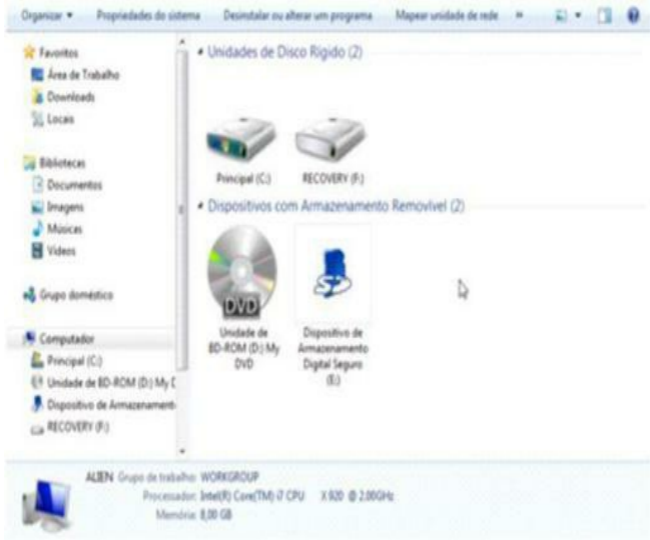 Organizar Propriedades do sistema Desinstalar ou alterar um programa Mapear unidade de rede »
Favoritos
Área de Trabalho
Downloads
Locais
Bibliotecas
Documentos
Imagens
Músicas
Vídeos
Grupo doméstico
Computador
Principal (C:)
Unidade de BD-ROM (D:) My D
Dispositivo de Armazenament
RECOVERY (F:)
Unidades de Disco Rígido (2)
Principal (C:)
RECOVERY (F:)
Dispositivos com Armazenamento Removível (2)
DVD
Unidade de
BD-ROM (D:) My
DVD
SD
Dispositivo de
Armazenamento
Digital Seguro
(E:)
ALIEN Grupo de trabalho: WORKGROUP
Processador: Intel(R) Core(TM) i7 CPU X 920 @ 2.00GHz
Memória: 8,00 GB